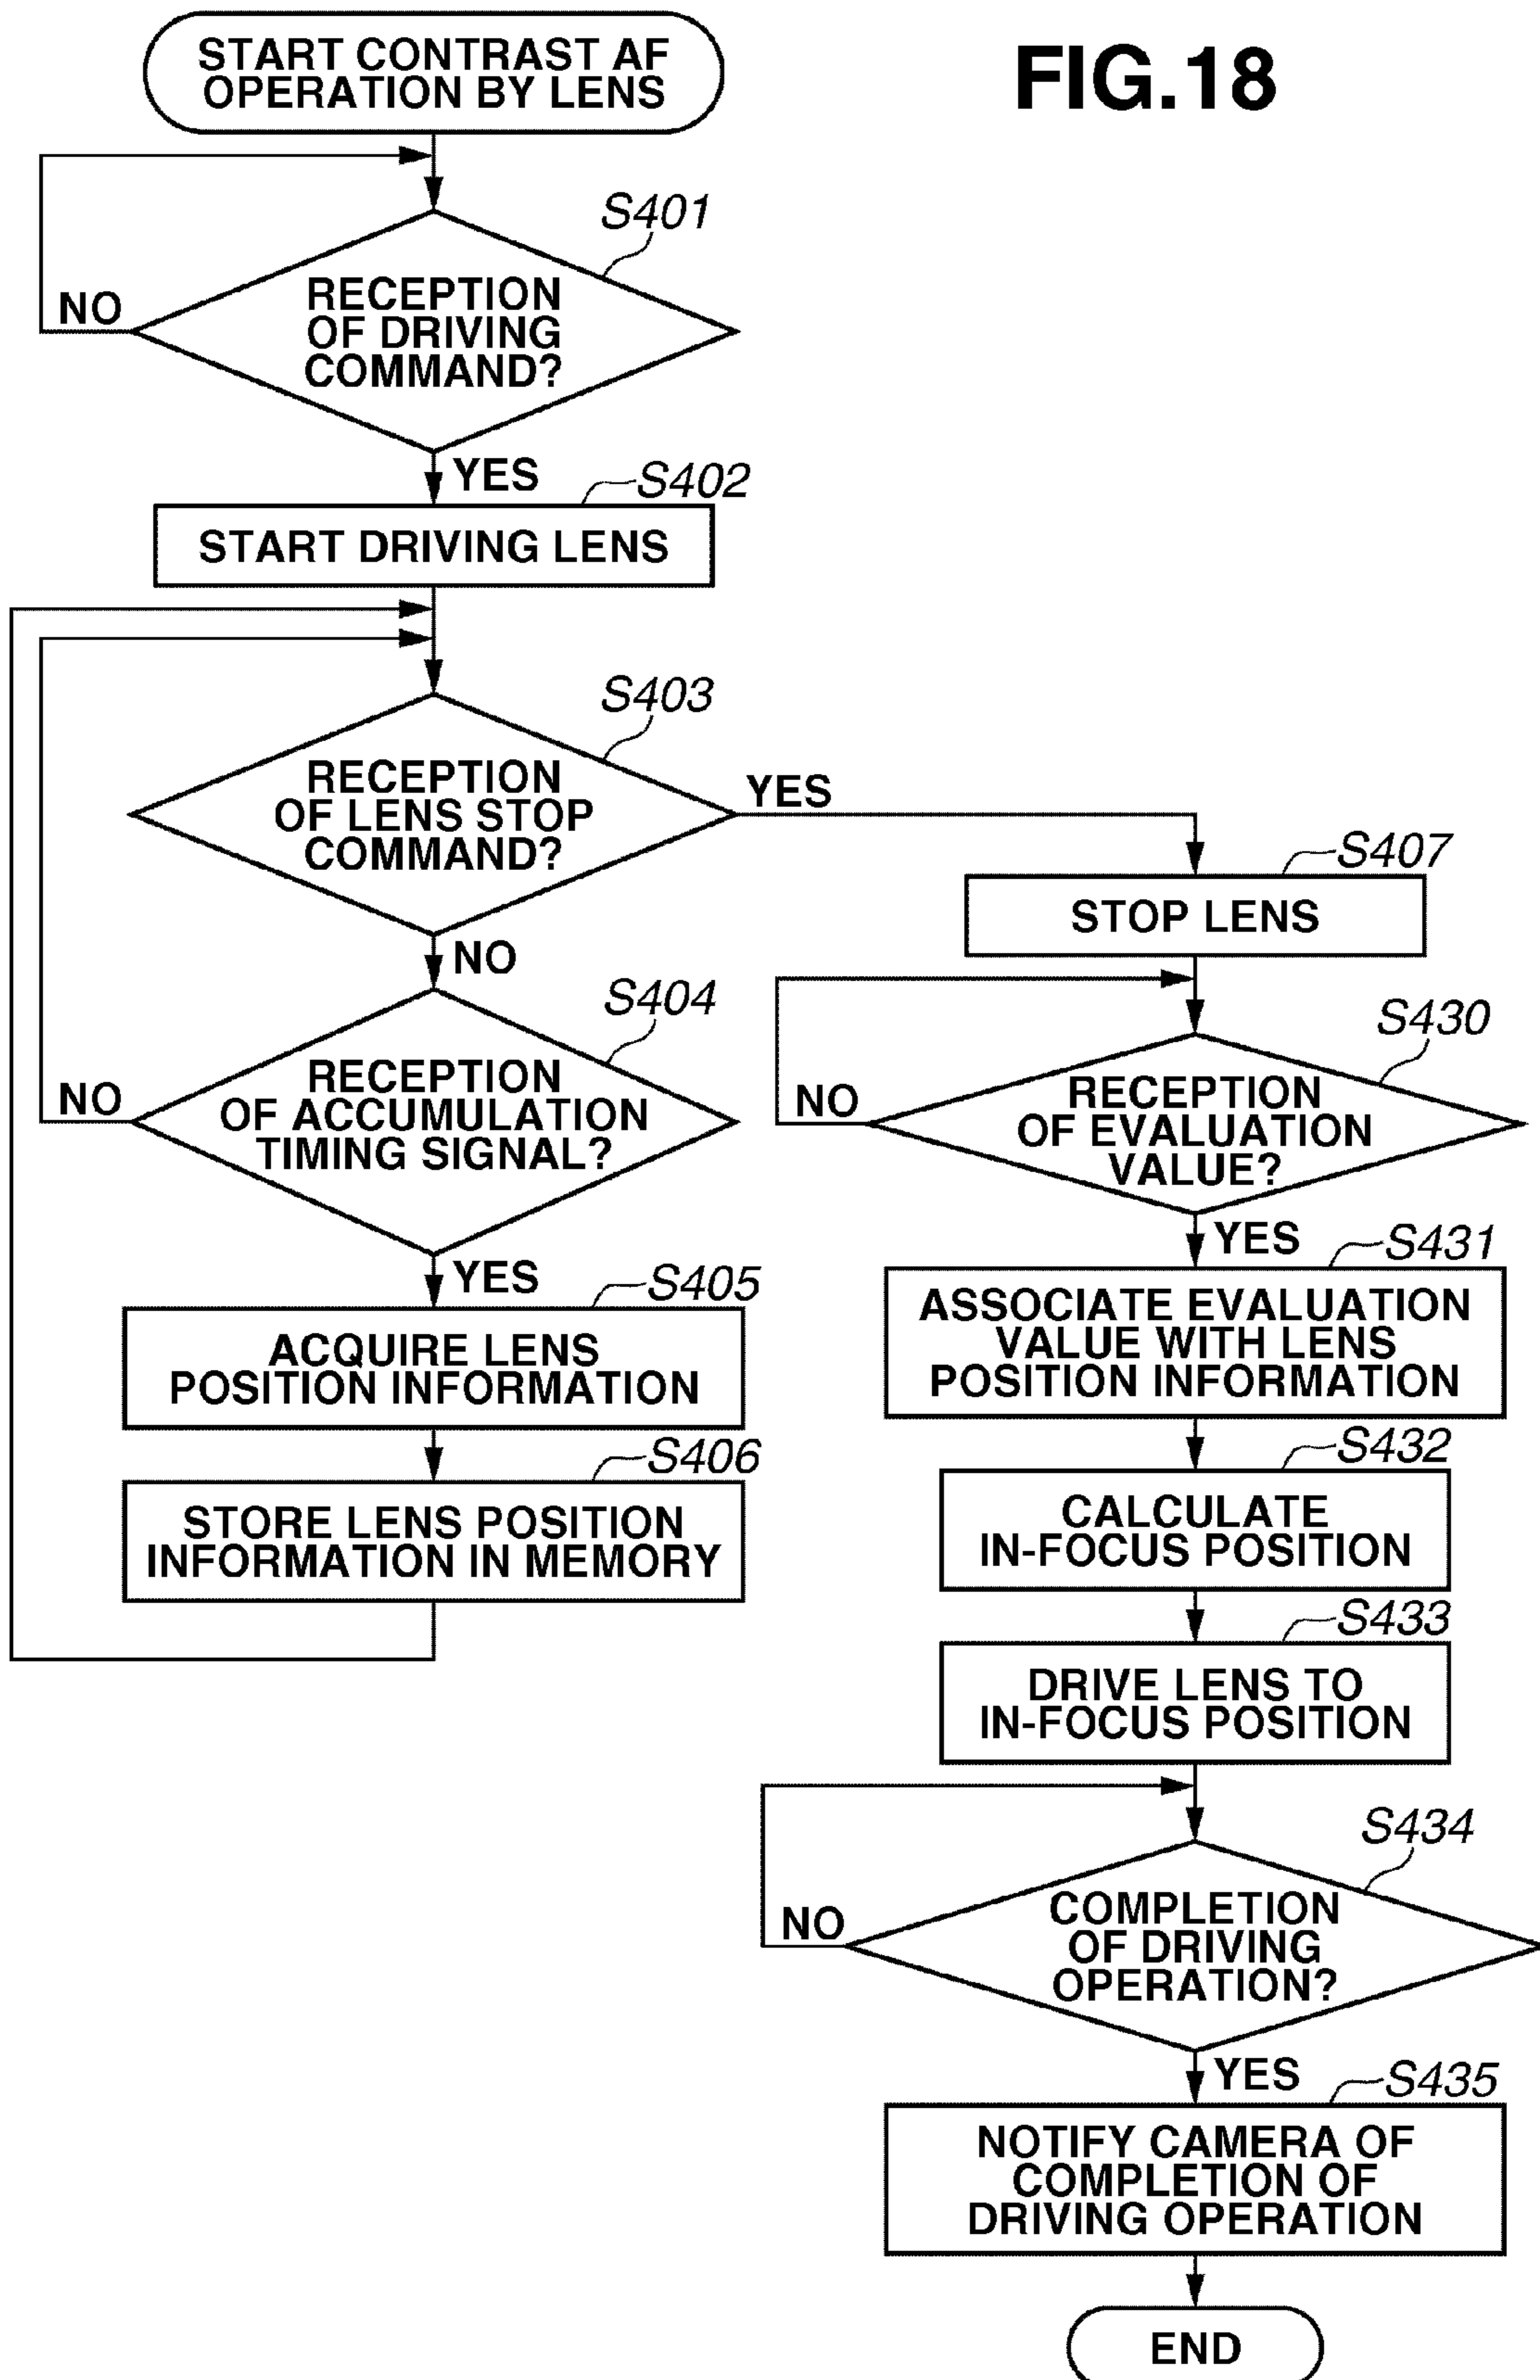 START CONTRAST AF
OPERATION BY LENS
FIG.18
S401
RECEPTION
OF DRIVING
COMMAND?
NO
YES
S402
START DRIVING LENS
S403
RECEPTION
OF LENS STOP
COMMAND?
YES
NO
S404
RECEPTION
OF ACCUMULATION
TIMING SIGNAL?
NO
YES
S405
ACQUIRE LENS
POSITION INFORMATION
S406
STORE LENS POSITION
INFORMATION IN MEMORY
S407
STOP LENS
S430
RECEPTION
OF EVALUATION
VALUE?
NO
YES
S431
ASSOCIATE EVALUATION
VALUE WITH LENS
POSITION INFORMATION
S432
CALCULATE
IN-FOCUS POSITION
S433
DRIVE LENS TO
IN-FOCUS POSITION
S434
COMPLETION
OF DRIVING
OPERATION?
NO
YES
S435
NOTIFY CAMERA OF
COMPLETION OF
DRIVING OPERATION
END